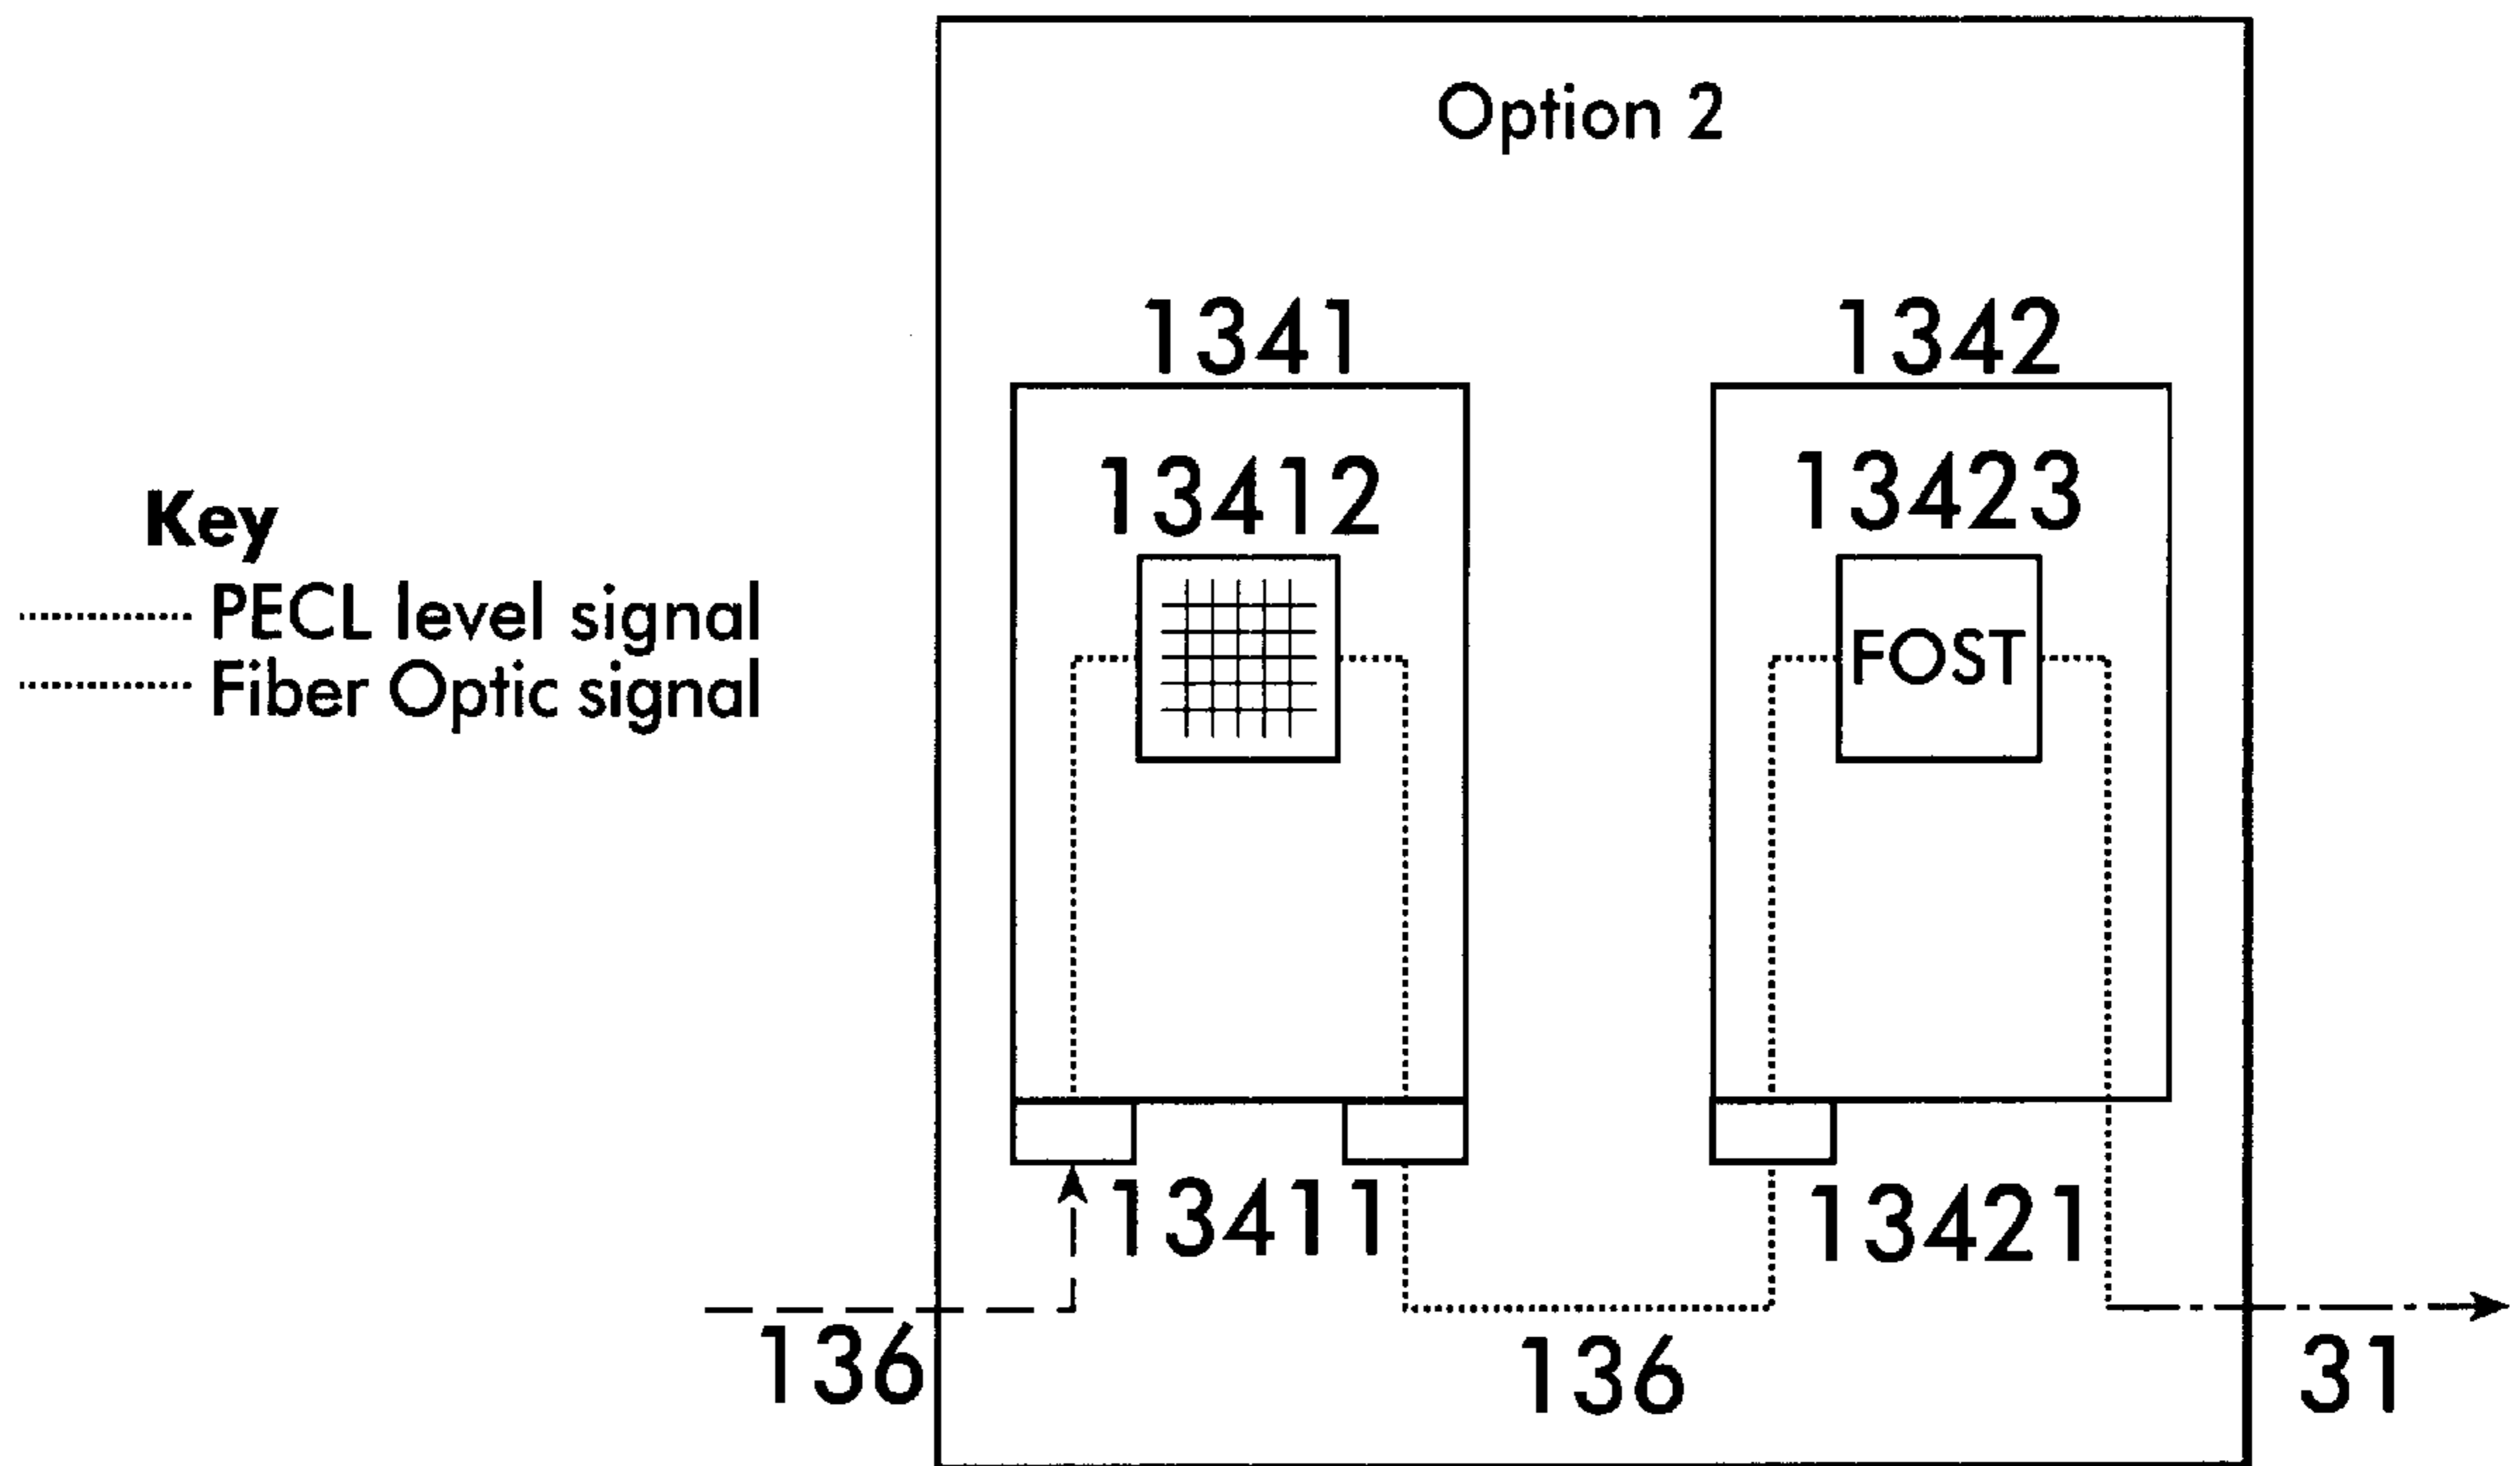 Option 2
1341
1342
13412
13423
Key
PECL level signal
Fiber Optic signal
FOST
13411
13421
136
136
31